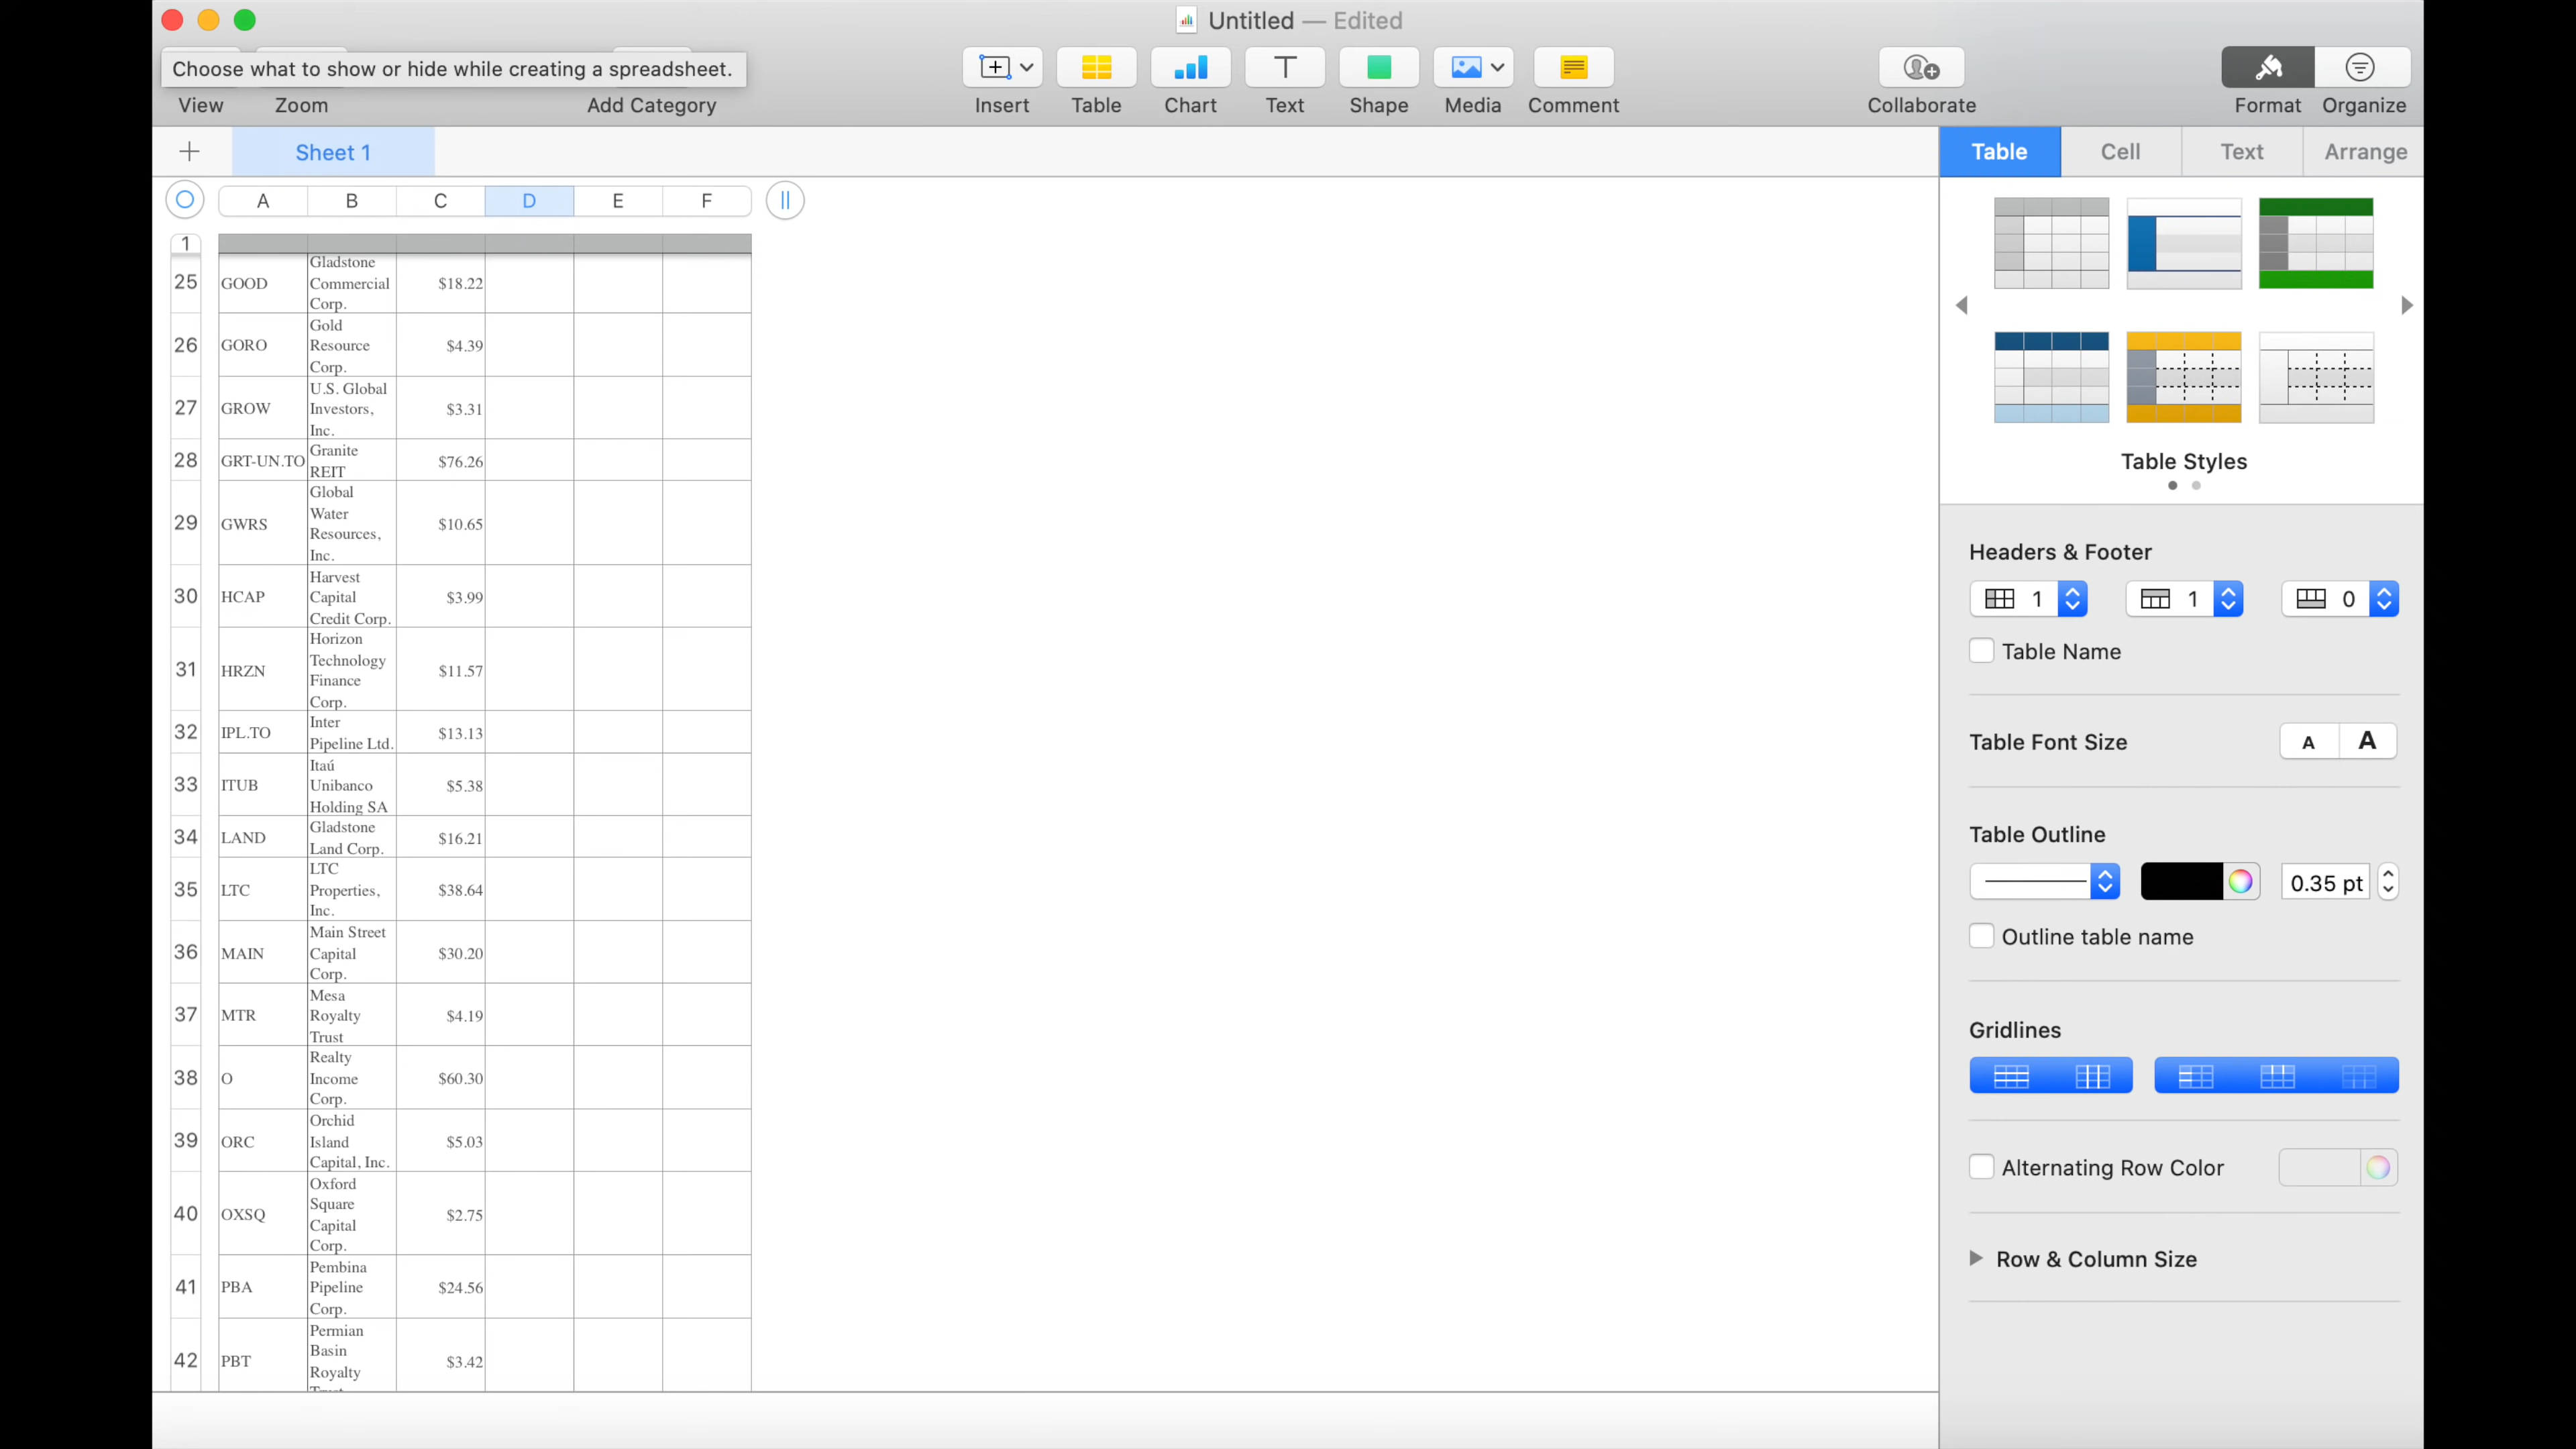 Untitled — Edited
Choose what to show or hide while creating a spreadsheet.
View
Zoom
Add Category
Insert
Table
Chart
Text
Shape
Media
Comment
Collaborate
Format
Organize
Sheet 1
Table
Cell
Text
Arrange
A B C D E F
1
25 GOOD Gladstone Commercial Corp. $18.22
26 GORO Gold Resource Corp. $4.39
27 GROW U.S. Global Investors, Inc. $3.31
28 GRT-UN.TO Granite REIT $76.26
29 GWRS Global Water Resources, Inc. $10.65
30 HCAP Harvest Capital Credit Corp. $3.99
31 HRZN Horizon Technology Finance Corp. $11.57
32 IPL.TO Inter Pipeline Ltd. $13.13
33 ITUB Itaú Unibanco Holding SA $5.38
34 LAND Gladstone Land Corp. $16.21
35 LTC LTC Properties, Inc. $38.64
36 MAIN Main Street Capital Corp. $30.20
37 MTR Mesa Royalty Trust $4.19
38 O Realty Income Corp. $60.30
39 ORC Orchid Island Capital, Inc. $5.03
40 OXSQ Oxford Square Capital Corp. $2.75
41 PBA Pembina Pipeline Corp. $24.56
42 PBT Permian Basin Royalty $3.42
Table Styles
Headers & Footer
1
1
0
Table Name
Table Font Size
A
A
Table Outline
0.35 pt
Outline table name
Gridlines
Alternating Row Color
Row & Column Size